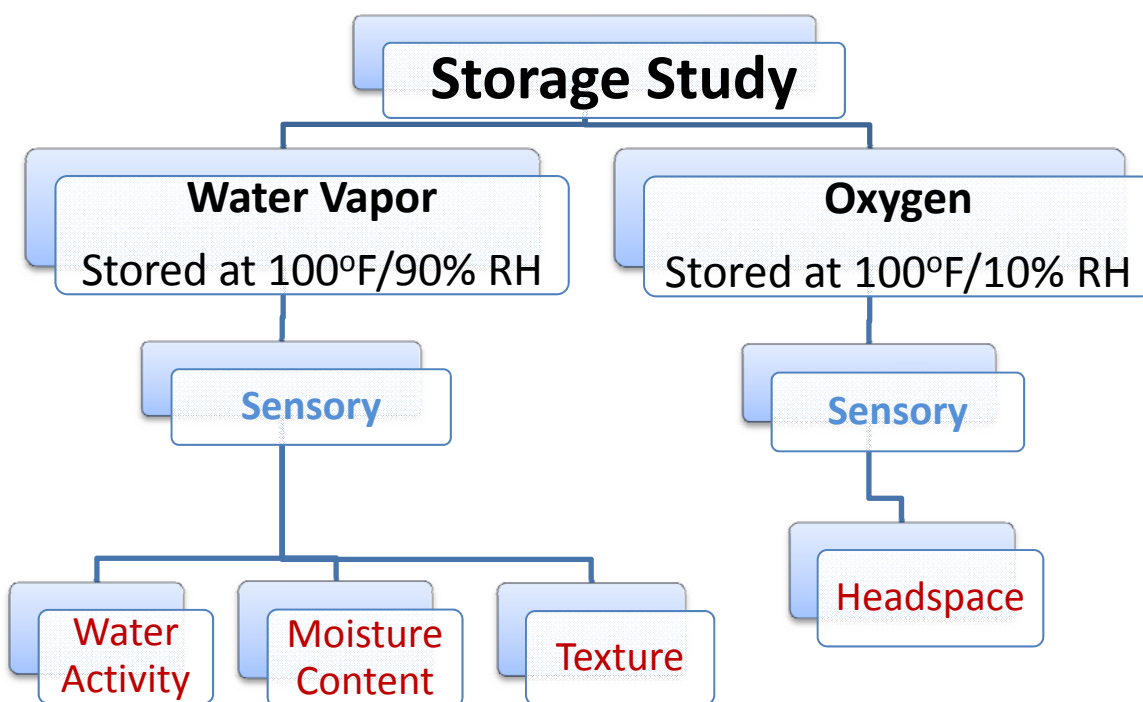 Storage Study
Water Vapor
Stored at 100ºF/90% RH
Oxygen
Stored at 100ºF/10% RH
Sensory
Sensory
Water
Activity
Moisture
Content
Texture
Headspace